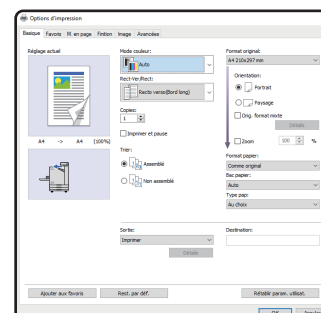 Options d'impression
Basique Favoris M. en page Finition Image Avancées
Réglage actuel
A4 -> A4 [100%]
Mode couleur:
Auto
Rect-Ver/Rect:
Recto verso(Bord long)
Copies:
1
Imprimer et pause
Trier:
Assemblé
Non assemblé
Sortie:
Imprimer
Détails
Format original:
A4 210x297 mm
Orientation:
Portrait
Paysage
Orig. format mixte
Détails
Zoom 100 %
Format papier:
Comme original
Bac papier:
Auto
Type pap:
Au choix
Destination:
Ajouter aux favoris Rest. par déf. Rétablir param. utilisat.
OK